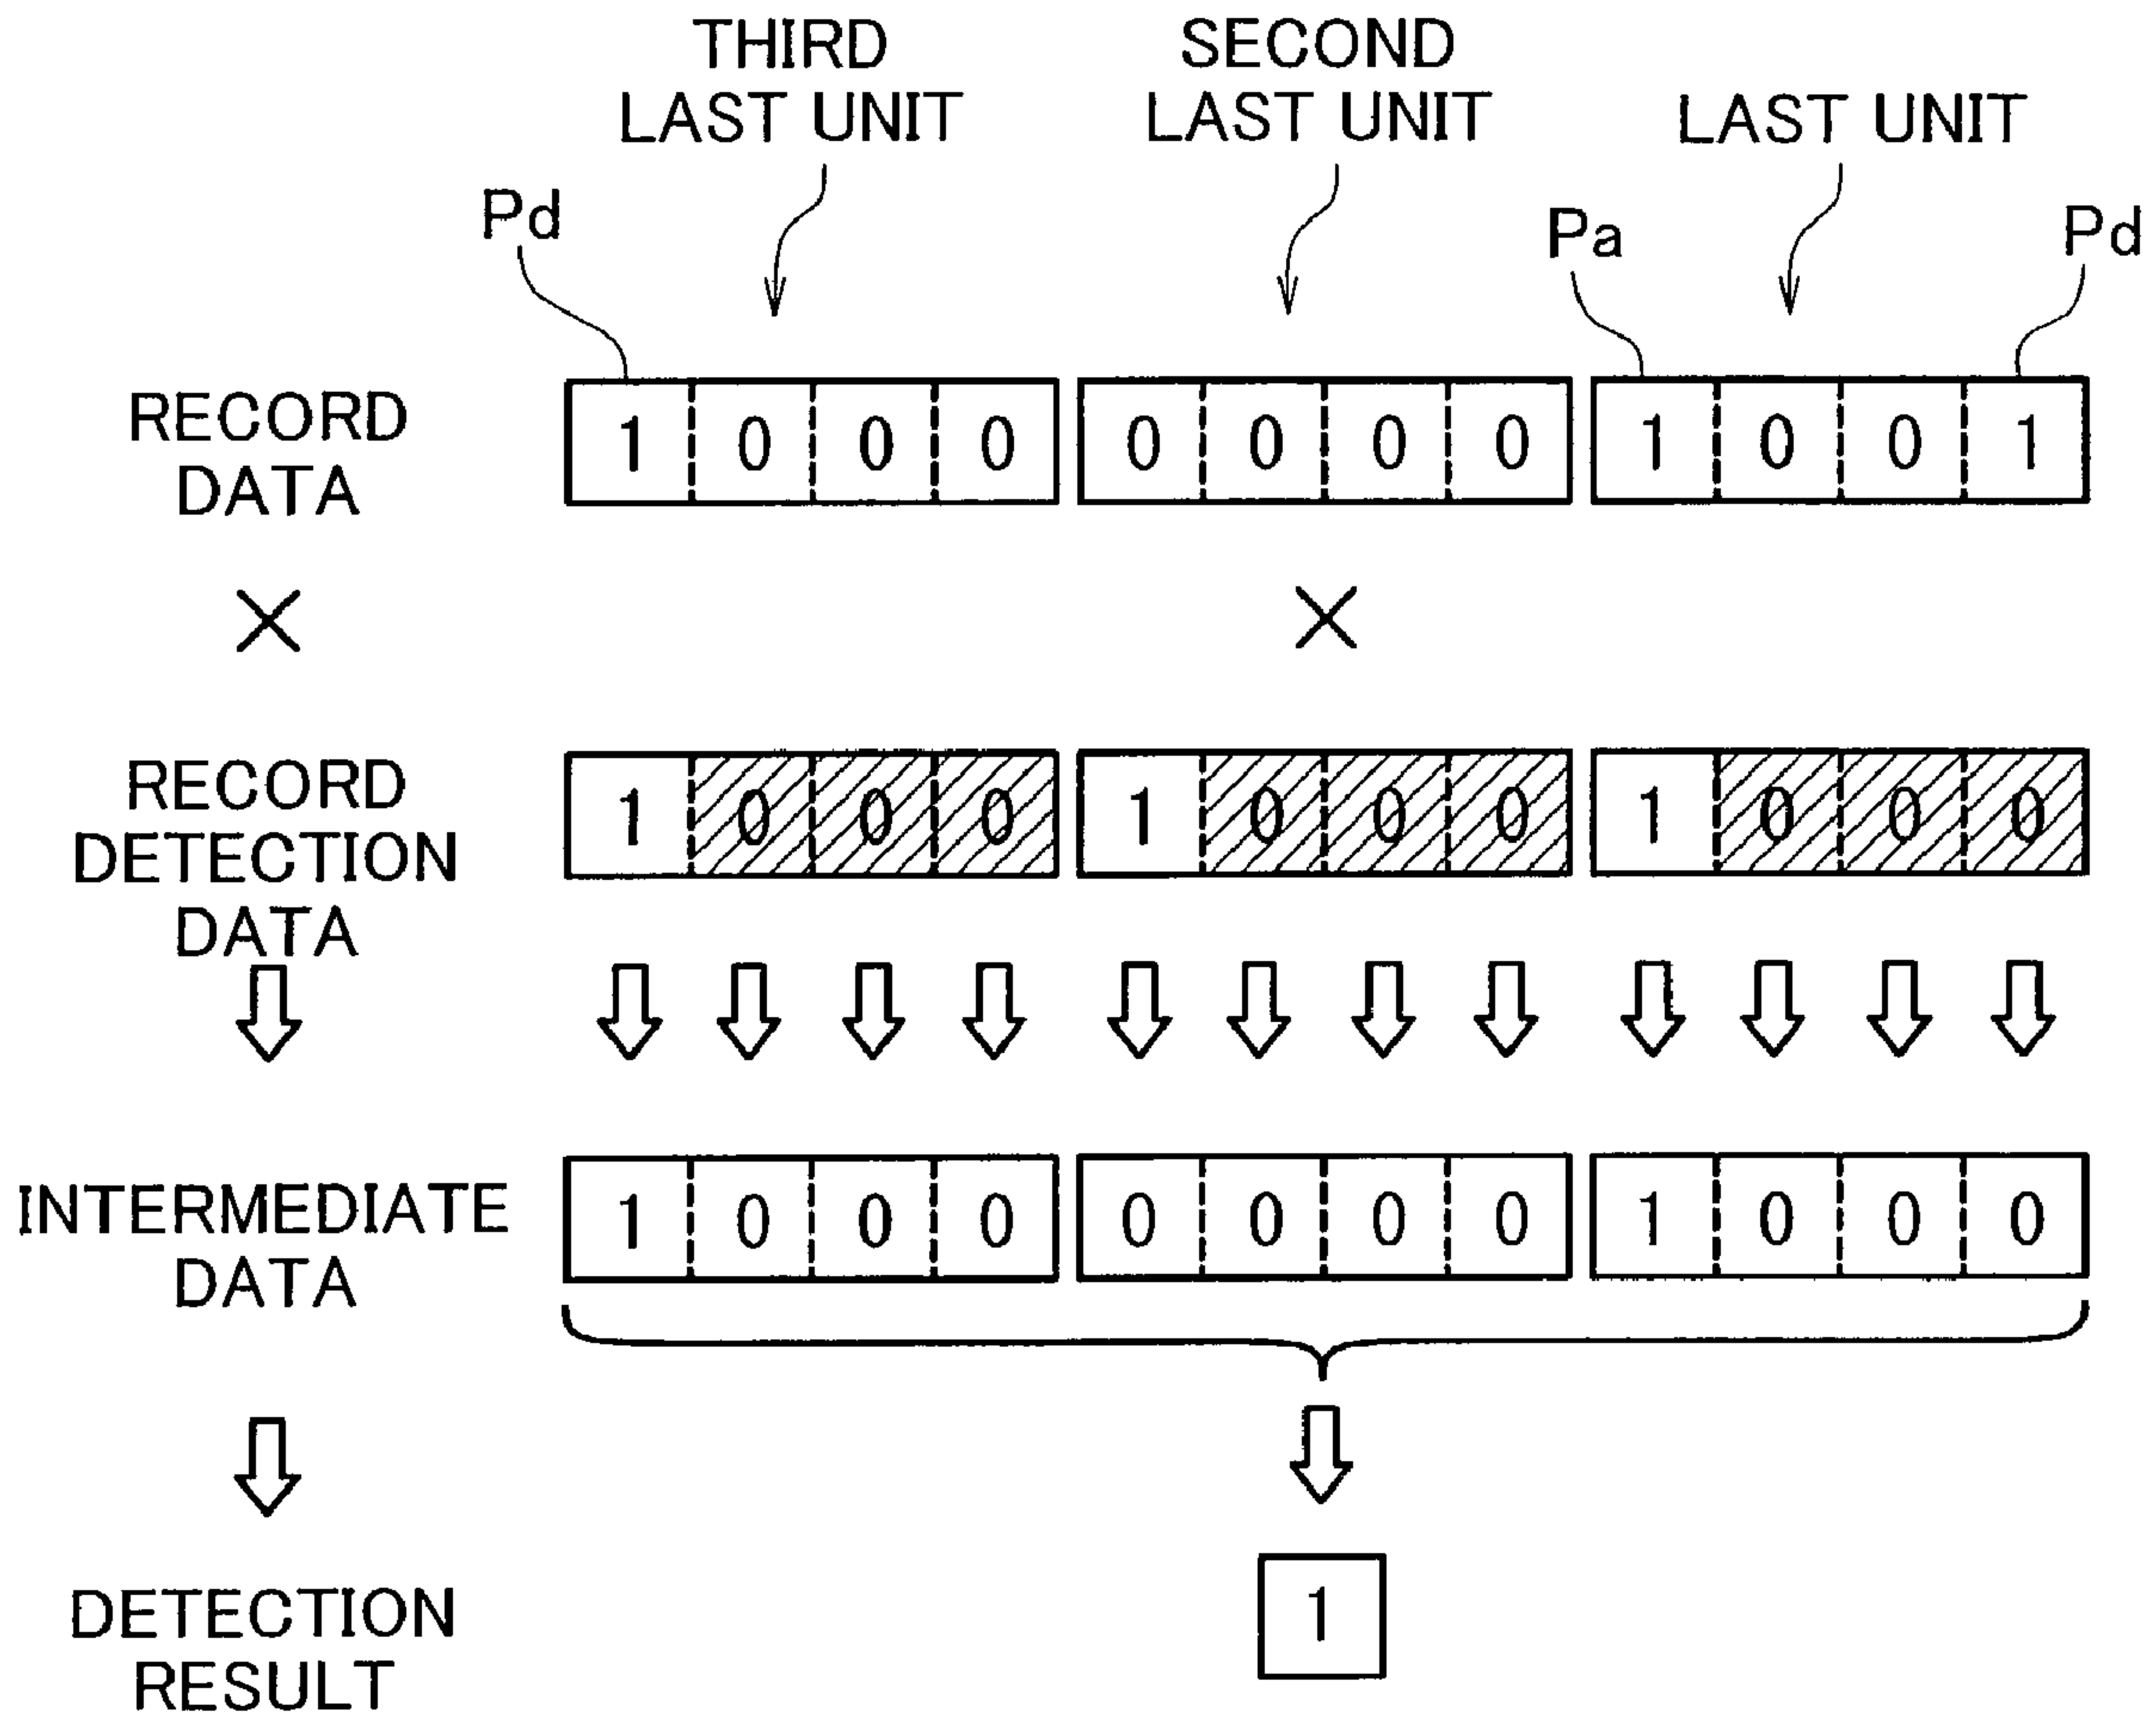 THIRD
LAST UNIT
SECOND
LAST UNIT
LAST UNIT
Pd
Pa
Pd
RECORD
DATA
1 0 0 0 0 0 0 0 1 0 0 1
× ×
RECORD
DETECTION
DATA
1 0 0 0 1 0 0 0 1 0 0 0
INTERMEDIATE
DATA
1 0 0 0 0 0 0 0 1 0 0 0
DETECTION
RESULT
1